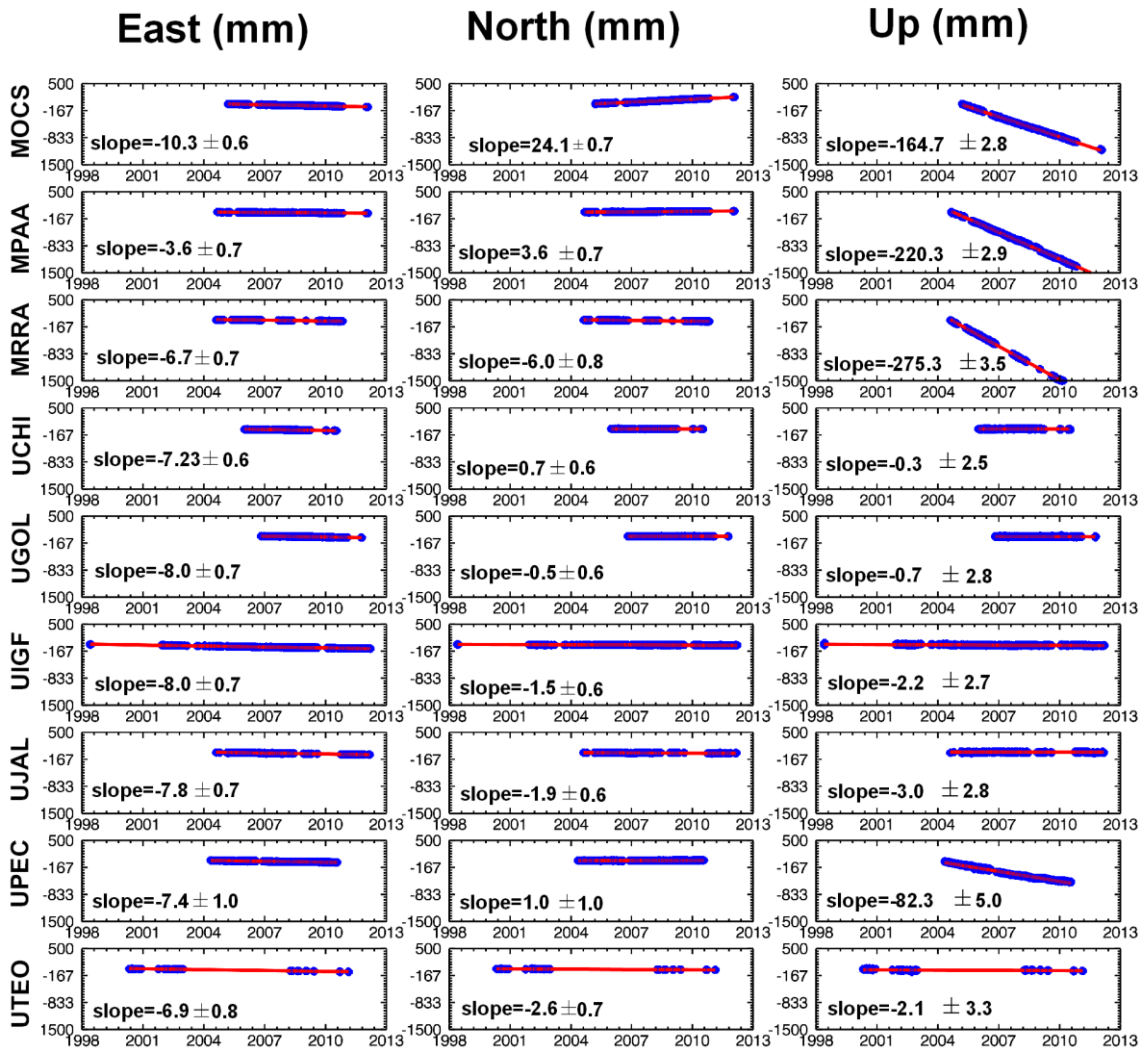 East (mm) North (mm) Up (mm)
MOCS
500 500 500
-167 -167 -167
-833 -833 -833
slope=-10.3 ±0.6 slope=24.1±0.7 slope=-164.7 ±2.8
-1500 -1500 -1500
1998 2001 2004 2007 2010 2013 1998 2001 2004 2007 2010 2013 1998 2001 2004 2007 2010 2013
MPAA
500 500 500
-167 -167 -167
-833 -833 -833
slope=-3.6 ±0.7 slope=3.6 ±0.7 slope=-220.3 ±2.9
-1500 -1500 -1500
1998 2001 2004 2007 2010 2013 1998 2001 2004 2007 2010 2013 1998 2001 2004 2007 2010 2013
MRRA
500 500 500
-167 -167 -167
-833 -833 -833
slope=-6.7±0.7 slope=-6.0±0.8 slope=-275.3 ±3.5
-1500 -1500 -1500
1998 2001 2004 2007 2010 2013 1998 2001 2004 2007 2010 2013 1998 2001 2004 2007 2010 2013
UCHI
500 500 500
-167 -167 -167
-833 -833 -833
slope=-7.23±0.6 slope=0.7±0.6 slope=-0.3 ±2.5
-1500 -1500 -1500
1998 2001 2004 2007 2010 2013 1998 2001 2004 2007 2010 2013 1998 2001 2004 2007 2010 2013
UGOL
500 500 500
-167 -167 -167
-833 -833 -833
slope=-8.0±0.7 slope=-0.5±0.6 slope=-0.7 ±2.8
-1500 -1500 -1500
1998 2001 2004 2007 2010 2013 1998 2001 2004 2007 2010 2013 1998 2001 2004 2007 2010 2013
UIGF
500 500 500
-167 -167 -167
-833 -833 -833
slope=-8.0±0.7 slope=-1.5±0.6 slope=-2.2 ±2.7
-1500 -1500 -1500
1998 2001 2004 2007 2010 2013 1998 2001 2004 2007 2010 2013 1998 2001 2004 2007 2010 2013
UJAL
500 500 500
-167 -167 -167
-833 -833 -833
slope=-7.8 ±0.7 slope=-1.9±0.6 slope=-3.0 ±2.8
-1500 -1500 -1500
1998 2001 2004 2007 2010 2013 1998 2001 2004 2007 2010 2013 1998 2001 2004 2007 2010 2013
UPEC
500 500 500
-167 -167 -167
-833 -833 -833
slope=-7.4±1.0 slope=1.0 ±1.0 slope=-82.3 ±5.0
-1500 -1500 -1500
1998 2001 2004 2007 2010 2013 1998 2001 2004 2007 2010 2013 1998 2001 2004 2007 2010 2013
UTEO
500 500 500
-167 -167 -167
-833 -833 -833
slope=-6.9±0.8 slope=-2.6±0.7 slope=-2.1 ±3.3
-1500 -1500 -1500
1998 2001 2004 2007 2010 2013 1998 2001 2004 2007 2010 2013 1998 2001 2004 2007 2010 2013